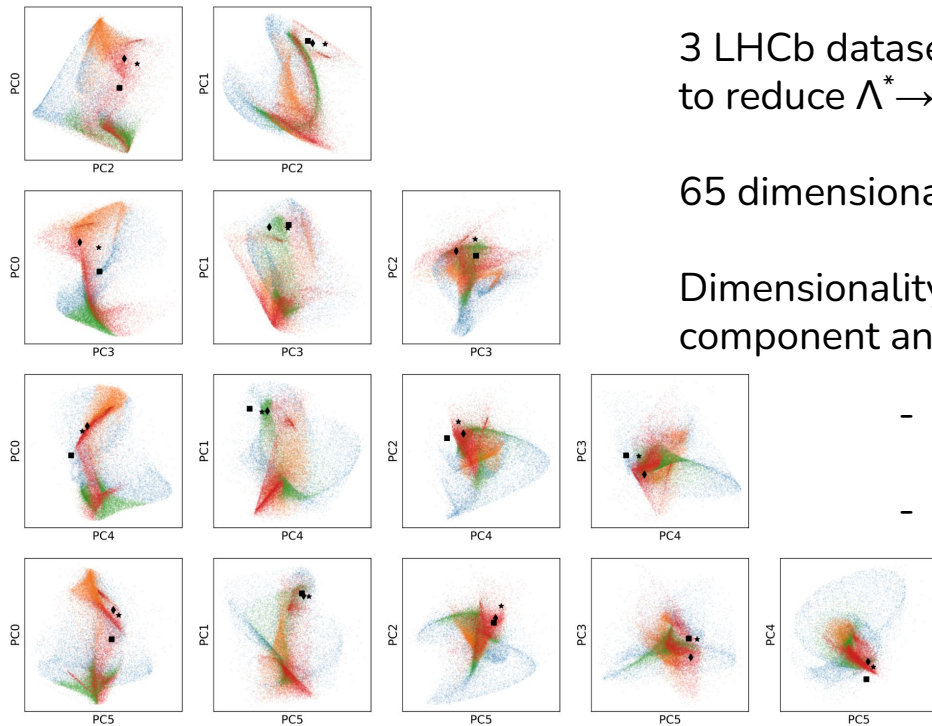 PC0
PC2
PC1
PC2
PC0
PC3
PC1
PC3
PC2
PC3
PC0
PC4
PC1
PC4
PC2
PC4
PC3
PC4
PC0
PC5
PC1
PC5
PC2
PC5
PC3
PC5
PC4
PC5
3 LHCb datase
to reduce Λ*→
65 dimensiona
Dimensionality
component an
-
-